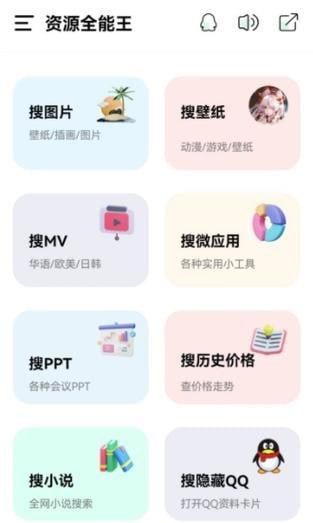 资源全能王
搜图片
壁纸/插画/图片
搜壁纸
动漫/游戏/壁纸
搜MV
华语/欧美/日韩
搜微应用
各种实用小工具
搜PPT
各种会议PPT
搜历史价格
查价格走势
搜小说
全网小说搜索
搜隐藏QQ
打开QQ资料卡片